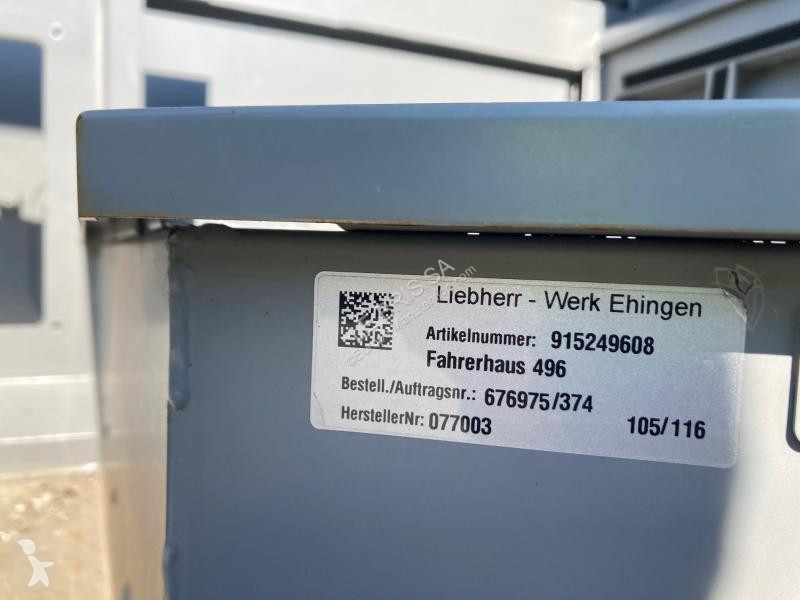 Liebherr - Werk Ehingen
Artikelnummer: 915249608
Fahrerhaus 496
Bestell./Auftragsnr.: 676975/374
HerstellerNr: 077003 105/116